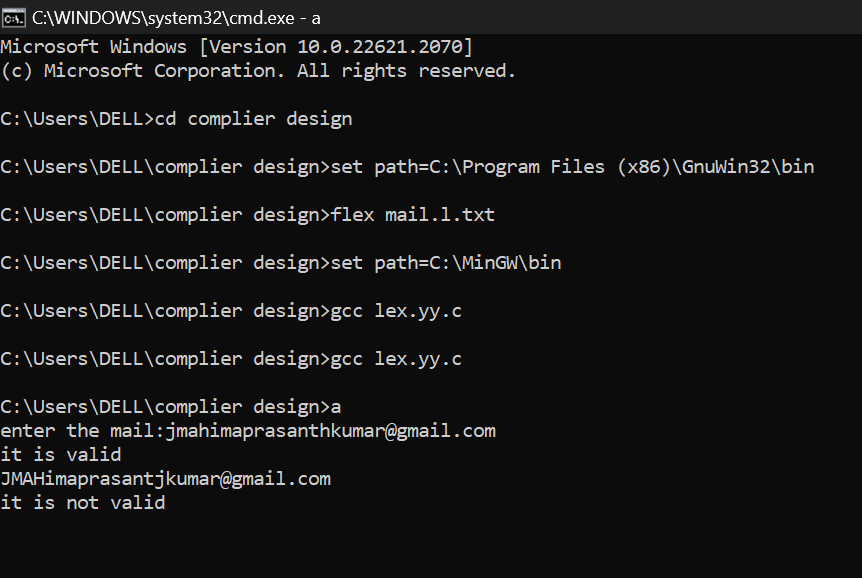 C:\WINDOWS\system32\cmd.exe - a
Microsoft Windows [Version 10.0.22621.2070]
(c) Microsoft Corporation. All rights reserved.
C:\Users\DELL>cd complier design
C:\Users\DELL\complier design>set path=C:\Program Files (x86)\GnuWin32\bin
C:\Users\DELL\complier design>flex mail.l.txt
C:\Users\DELL\complier design>set path=C:\MinGW\bin
C:\Users\DELL\complier design>gcc lex.yy.c
C:\Users\DELL\complier design>gcc lex.yy.c
C:\Users\DELL\complier design>a
enter the mail:jmahimaprasanthkumar@gmail.com
it is valid
JMAHimaprasantjkumar@gmail.com
it is not valid